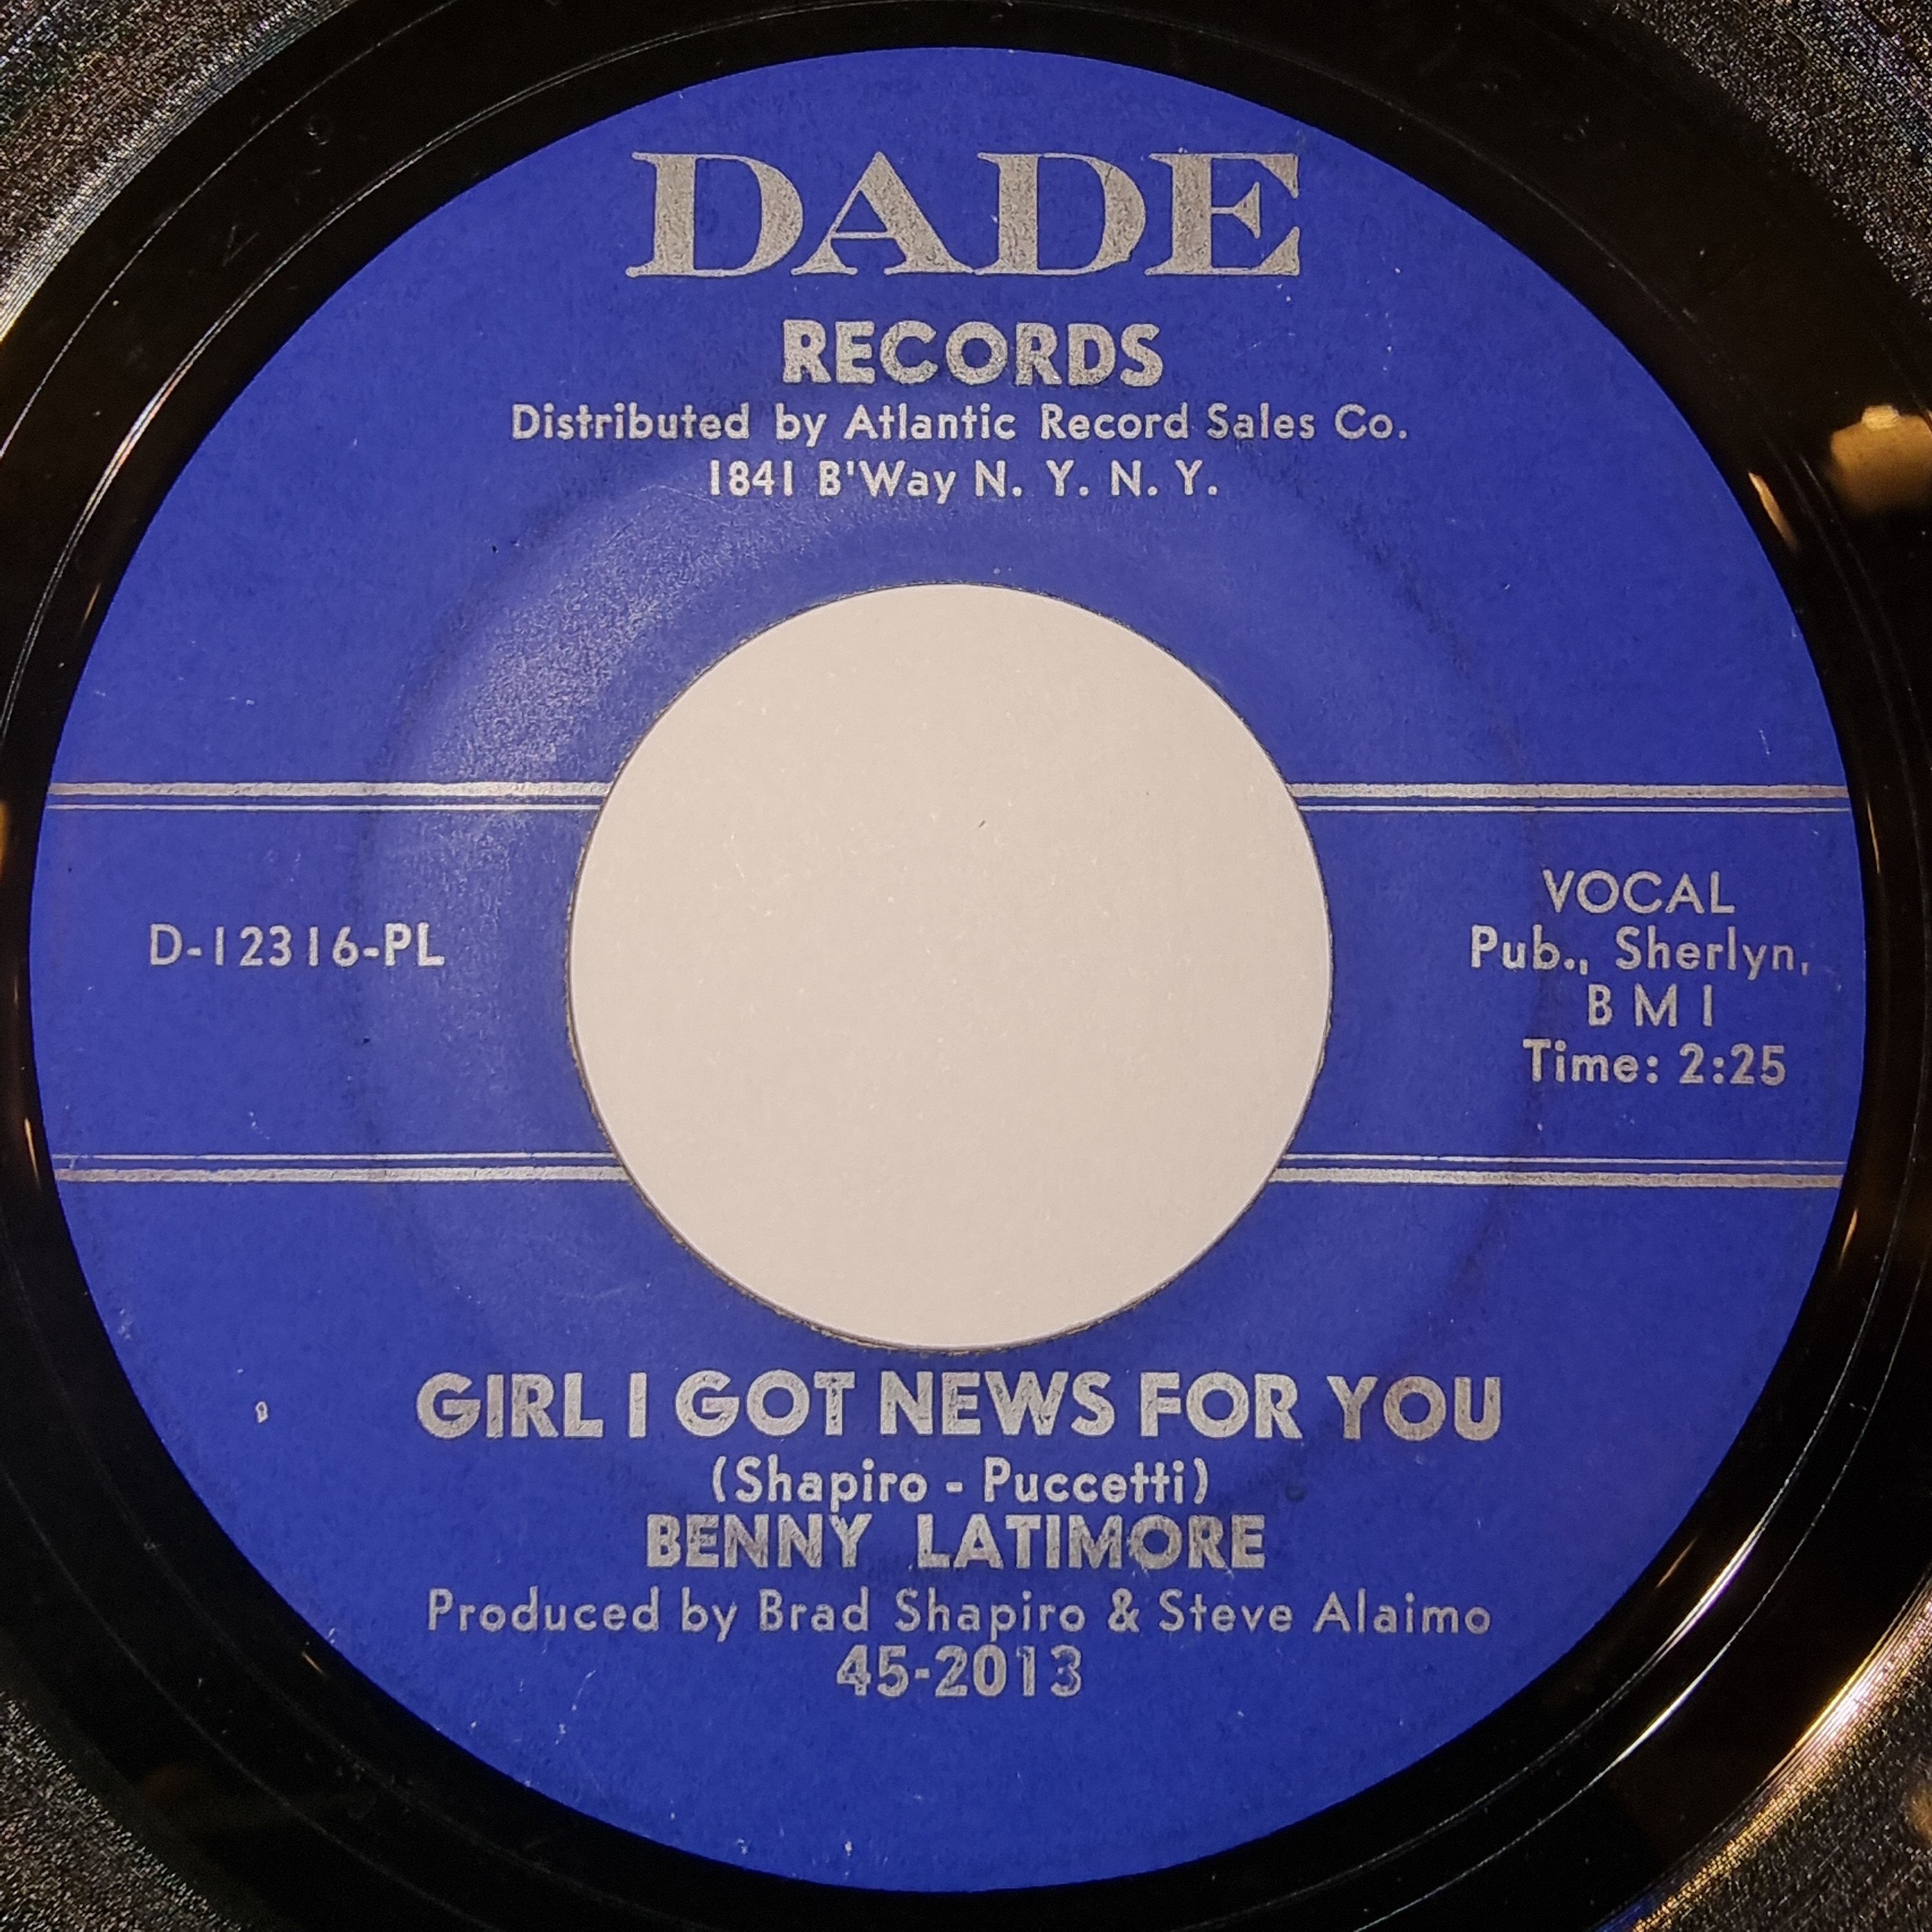 DADE
RECORDS
Distributed by Atlantic Record Sales Co.
1841 B'Way N. Y. N. Y.
D-12316-PL
VOCAL
Pub., Sherlyn,
B M I
Time: 2:25
GIRL I GOT NEWS FOR YOU
(Shapiro - Puccetti)
BENNY LATIMORE
Produced by Brad Shapiro & Steve Alaimo
45-2013